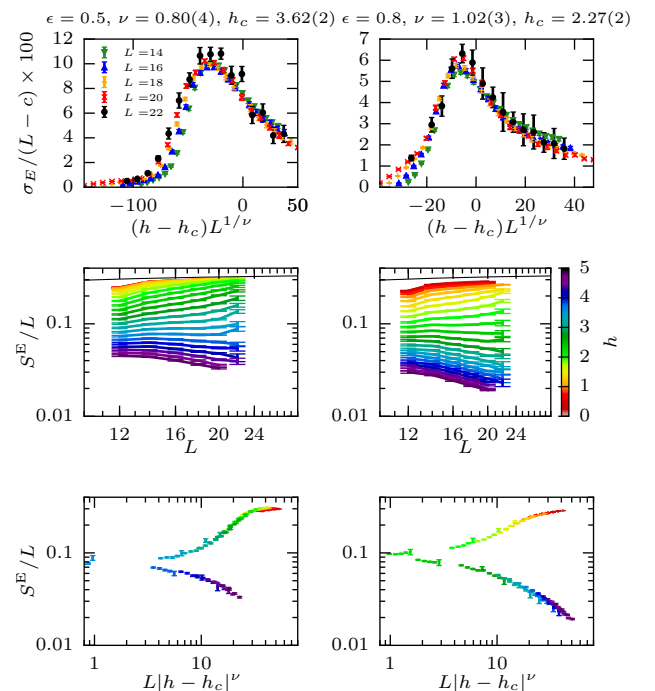 ϵ = 0.5, ν = 0.80(4), h_c = 3.62(2) ϵ = 0.8, ν = 1.02(3), h_c = 2.27(2)
σ_E/(L − c) × 100
12
10
8
6
4
2
0
L =14
L =16
L =18
L =20
L =22
−100 −50 0 50
(h − h_c)L^{1/ν}
7
6
5
4
3
2
1
0
−20 0 20 40
(h − h_c)L^{1/ν}
S^E/L
0.1
0.01
12 16 20 24
L
0.1
0.01
12 16 20 24
L
5
4
3
2
1
0
h
S^E/L
0.1
0.01
1 10
L|h − h_c|^ν
0.1
0.01
1 10
L|h − h_c|^ν